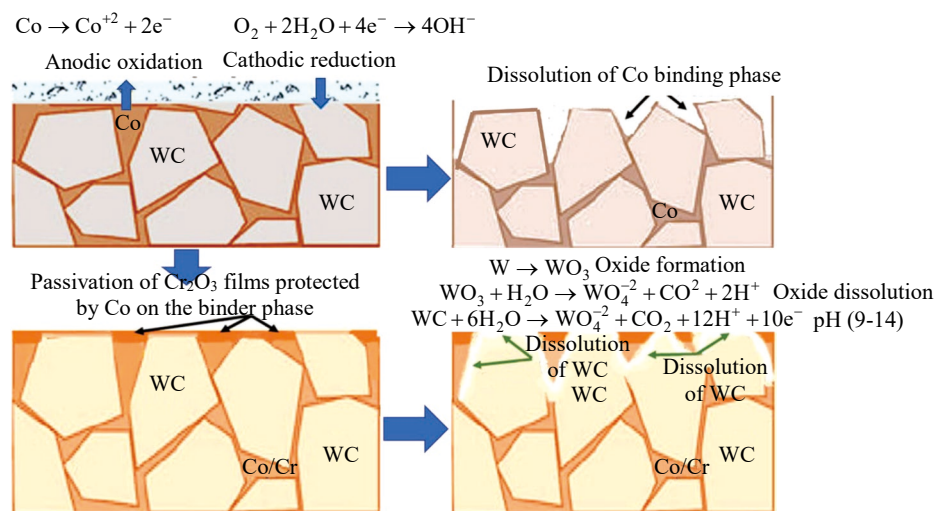 Co → Co⁺² + 2e⁻
O₂ + 2H₂O + 4e⁻ → 4OH⁻
Anodic oxidation
Cathodic reduction
Co
WC
WC
Dissolution of Co binding phase
WC
Co
WC
Passivation of Cr₂O₃ films protected
by Co on the binder phase
WC
WC
Co/Cr
W → WO₃ Oxide formation
WO₃ + H₂O → WO₄⁻² + CO² + 2H⁺ Oxide dissolution
WC + 6H₂O → WO₄⁻² + CO₂ + 12H⁺ + 10e⁻ pH (9-14)
Dissolution
of WC
WC
Dissolution
of WC
WC
Co/Cr